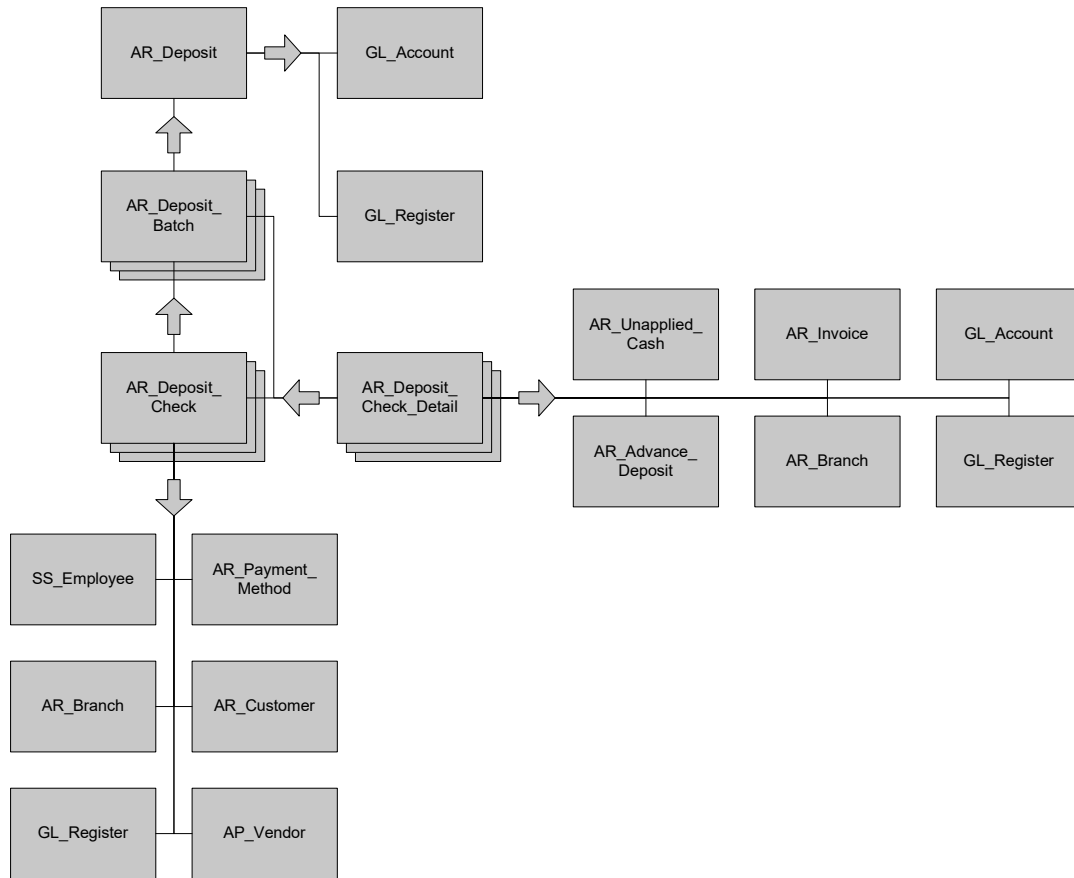 AR_Deposit
GL_Account
AR_Deposit_
Batch
GL_Register
AR_Unapplied_
Cash
AR_Invoice
GL_Account
AR_Deposit_
Check
AR_Deposit_
Check_Detail
AR_Advance_
Deposit
AR_Branch
GL_Register
SS_Employee
AR_Payment_
Method
AR_Branch
AR_Customer
GL_Register
AP_Vendor